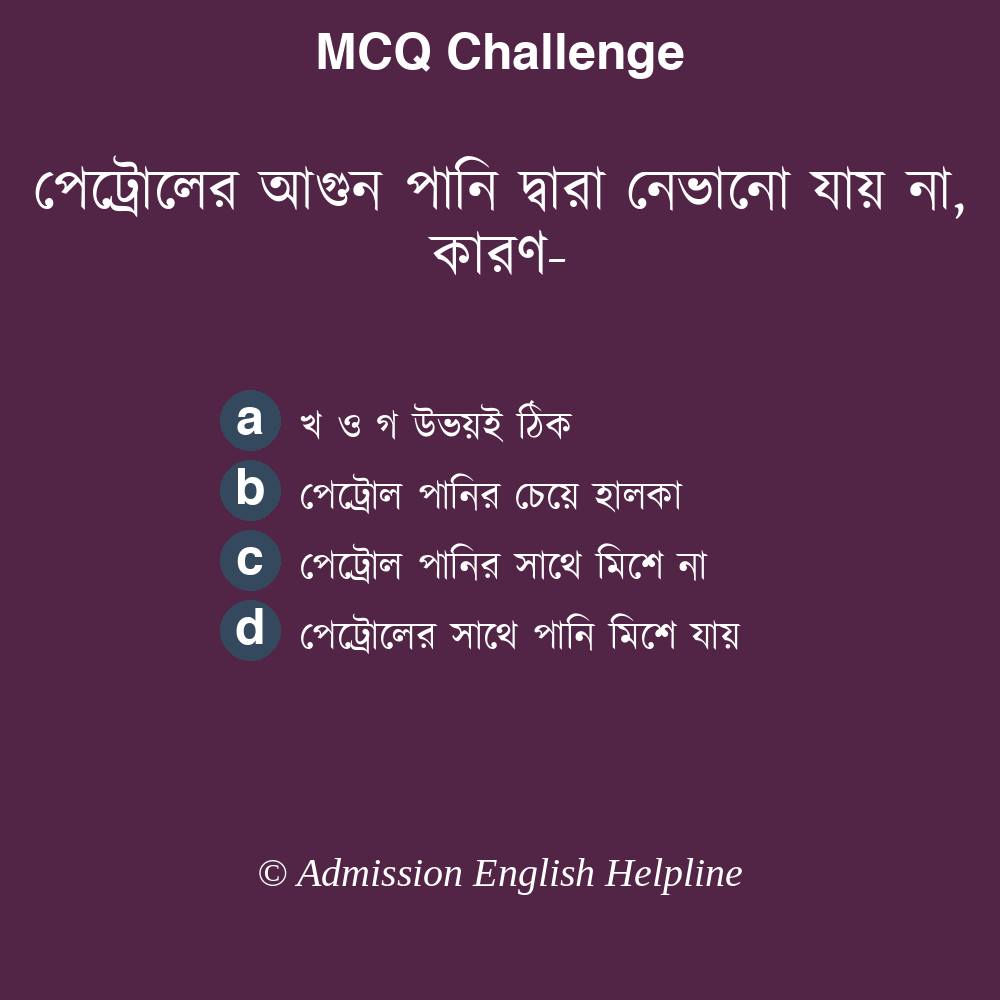 MCQ Challenge
পেট্রোলের আগুন পানি দ্বারা নেভানো যায় না,
কারণ-
a খ ও গ উভয়ই ঠিক
b পেট্রোল পানির চেয়ে হালকা
c পেট্রোল পানির সাথে মিশে না
d পেট্রোলের সাথে পানি মিশে যায়
© Admission English Helpline